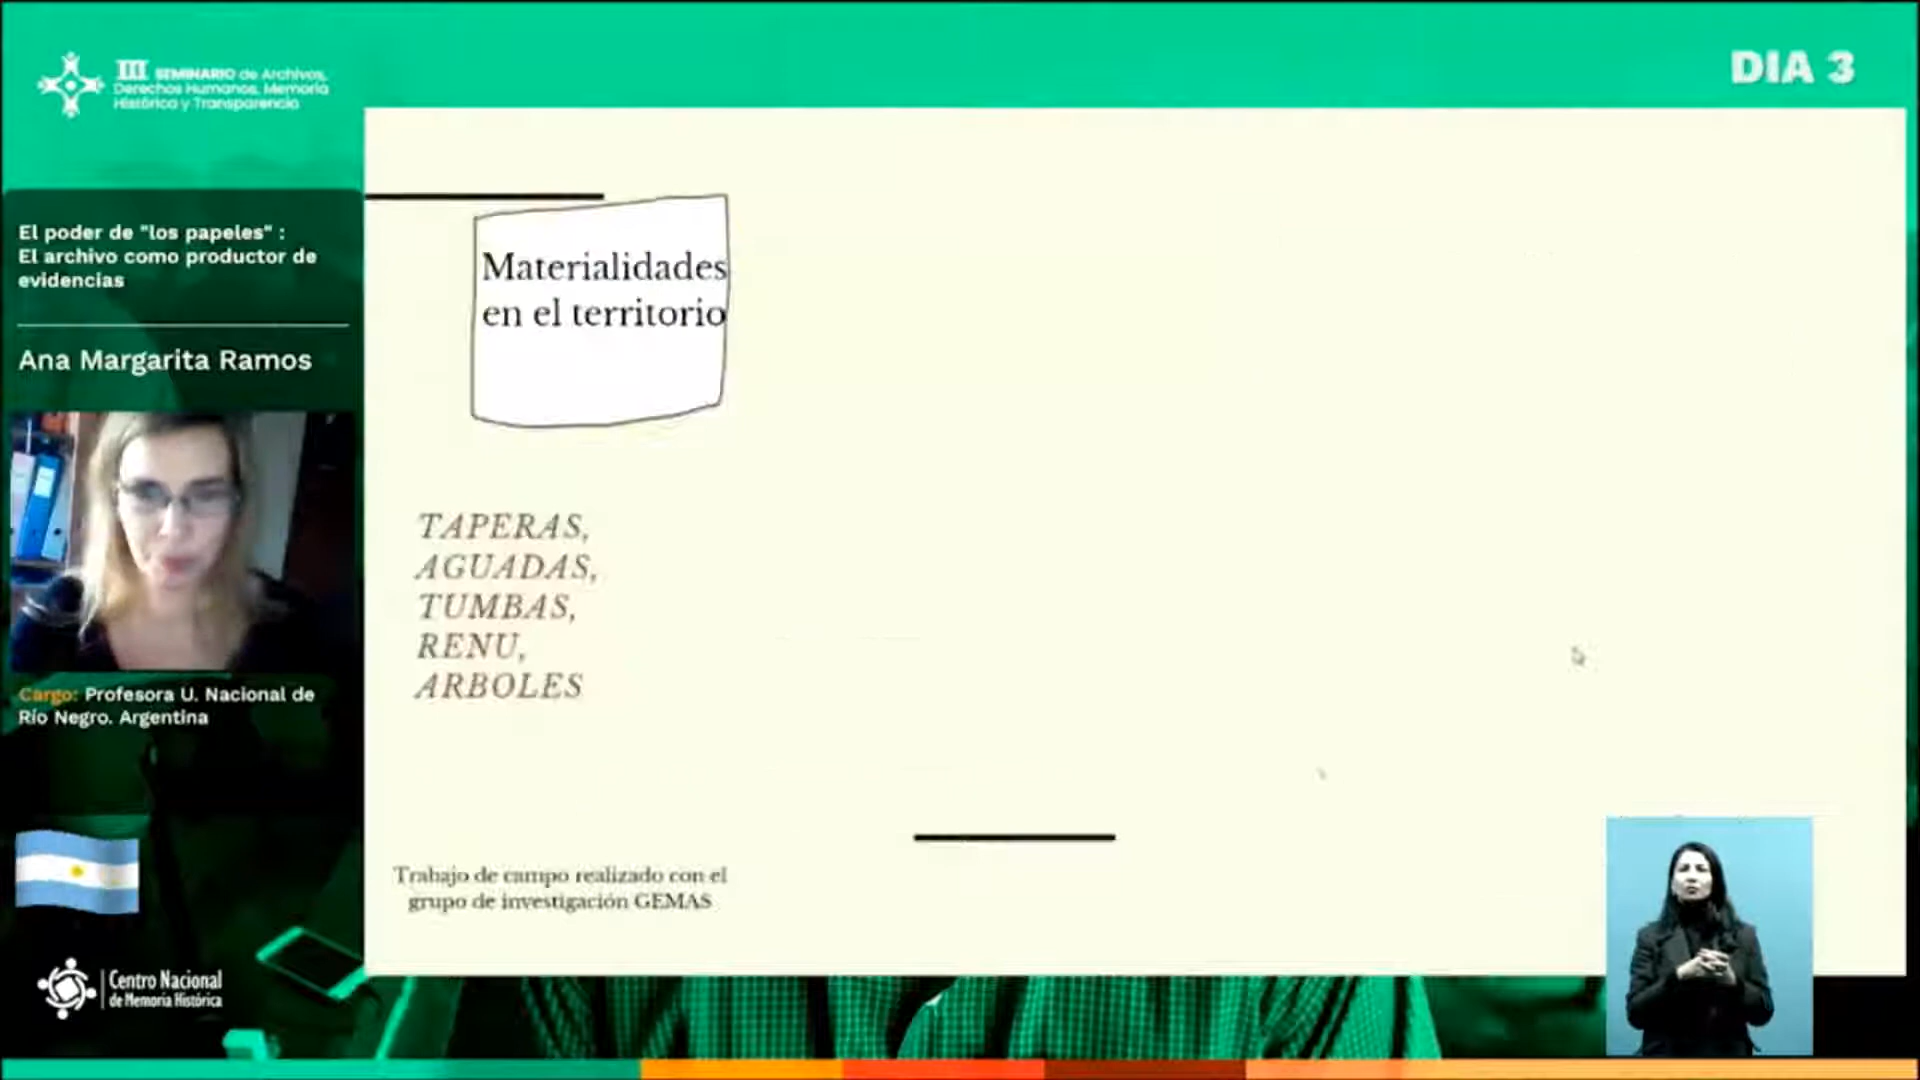 III SEMINARIO de Archivos,
Derechos Humanos, Memoria
Histórica y Transparencia
DIA 3
El poder de "los papeles" :
El archivo como productor de
evidencias
Ana Margarita Ramos
Cargo: Profesora U. Nacional de
Río Negro. Argentina
Materialidades
en el territorio
TAPERAS,
AGUADAS,
TUMBAS,
RENU,
ARBOLES
Trabajo de campo realizado con el
grupo de investigación GEMAS
Centro Nacional
de Memoria Histórica